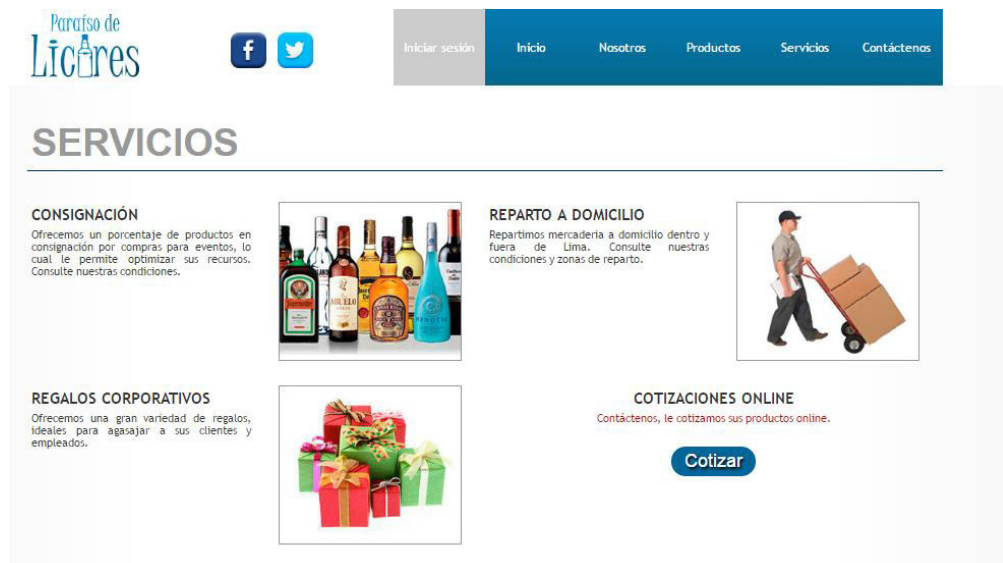 Paraíso de
Licores
Iniciar sesión
Inicio
Nosotros
Productos
Servicios
Contáctenos
SERVICIOS
CONSIGNACIÓN
Ofrecemos un porcentaje de productos en
consignación por compras para eventos, lo
cual le permite optimizar sus recursos.
Consulte nuestras condiciones.
ABUELO
REPARTO A DOMICILIO
Repartimos mercaderia a domicilio dentro y
fuera de Lima. Consulte nuestras
condiciones y zonas de reparto.
REGALOS CORPORATIVOS
Ofrecemos una gran variedad de regalos,
ideales para agasajar a sus clientes y
empleados.
COTIZACIONES ONLINE
Contáctenos, le cotizamos sus productos online.
Cotizar